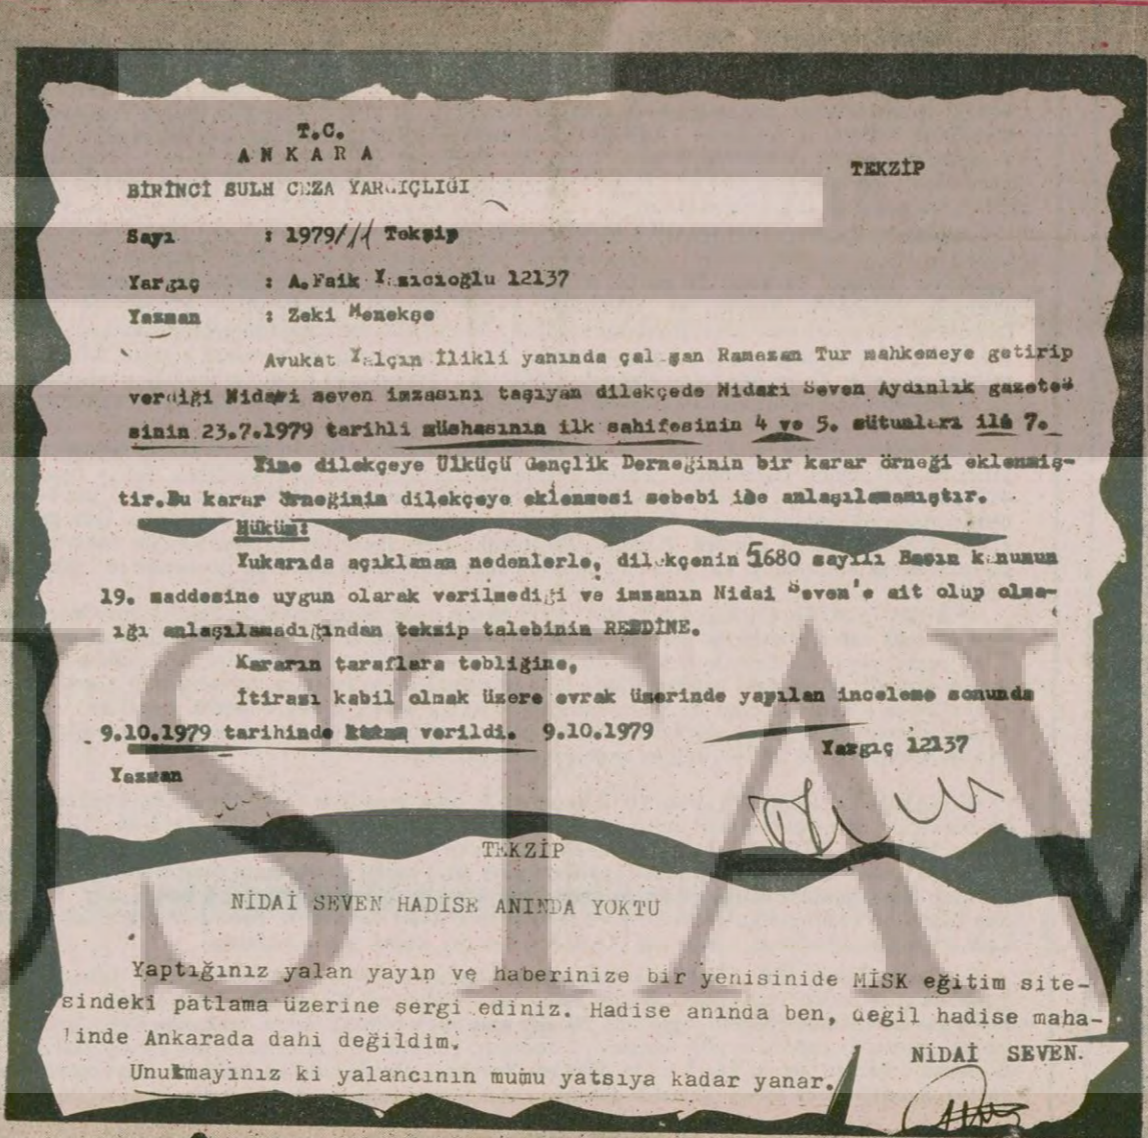 T.C.
ANKARA
TEKZİP
BİRİNCİ SULH CEZA YARGIÇLIĞI
Sayı : 1979/11 Tekzip
Yargıç : A.Faik Yazıcıoğlu 12137
Yazman : Zeki Menekşe
Avukat Yalçın İlikli yanında çalışan Ramazan Tur mahkemeye getirip
verdiği Nidai seven imzasını taşıyan dilekçede Nidai Seven Aydınlık gazete=
sinin 23.7.1979 tarihli nüshasının ilk sahifesinin 4 ve 5. sütunları ilâ 7.
Yine dilekçeye Ülküçü Gençlik Derneğinin bir karar örneği eklenmiş-
tir.Bu karar örneğinin dilekçeye eklenmesi sebebi ise anlaşılamamıştır.
Hüküm:
Yukarıda açıklanan nedenlerle, dilekçenin 5680 sayılı Basın kanunun
19. maddesine uygun olarak verilmediği ve imzanın Nidai Seven'e ait olup olma-
ığı anlaşılamadığından tekzip talebinin REDDİNE.
Kararın taraflara tebliğine,
İtirazı kabil olmak üzere evrak üzerinde yapılan inceleme sonunda
9.10.1979 tarihinde verildi. 9.10.1979
Yargıç 12137
Yazman
TEKZİP
NİDAİ SEVEN HADİSE ANINDA YOKTU
Yaptığınız yalan yayın ve haberinize bir yenisinide MİSK eğitim site-
sindeki patlama üzerine sergi ediniz. Hadise anında ben, değil hadise maha-
linde Ankarada dahi değildim.
Unutmayınız ki yalancının mumu yatsıya kadar yanar.
NİDAİ SEVEN.
USTAV